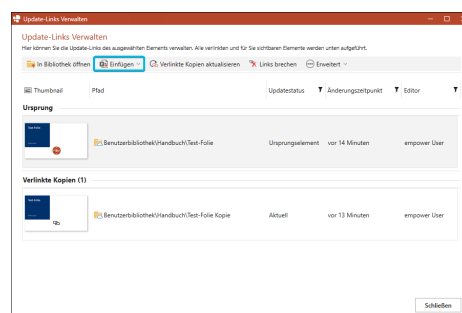 Update-Links Verwalten
Update-Links Verwalten
Hier können Sie die Update-Links des ausgewählten Elements verwalten. Alle verlinkten und für Sie sichtbaren Elemente werden unten aufgeführt.
In Bibliothek öffnen Einfügen Verlinkte Kopien aktualisieren Links brechen Erweitert
Thumbnail Pfad Updatestatus Änderungszeitpunkt Editor
Ursprung
Test-Folie
Benutzerbibliothek\Handbuch\Test-Folie Ursprungselement vor 14 Minuten empower User
Verlinkte Kopien (1)
Test-Folie
Benutzerbibliothek\Handbuch\Test-Folie Kopie Aktuell vor 13 Minuten empower User
Schließen